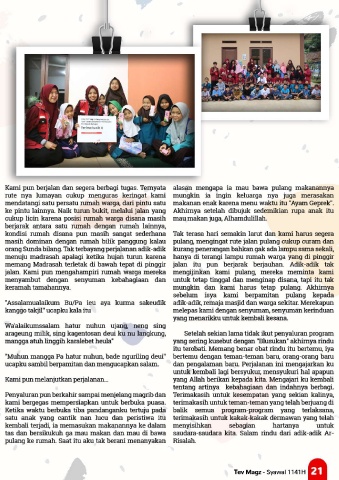 Kami pun berjalan dan segera berbagi tugas. Ternyata
rute nya lumayan cukup menguras keringat kami
mendatangi satu persatu rumah warga, dari pintu satu
ke pintu lainnya. Naik turun bukit, melalui jalan yang
cukup licin karena posisi rumah warga disana masih
berjarak antara satu rumah dengan rumah lainnya,
kondisi rumah disana pun masih sangat sederhana
masih dominan dengan rumah bilik panggung kalau
orang Sunda bilang. Tak terbayang perjalanan adik-adik
menuju madrasah apalagi ketika hujan turun karena
memang Madrasah terletak di bawah tepat di pinggir
jalan. Kami pun menghampiri rumah warga mereka
menyambut dengan senyuman kebahagiaan dan
keramah tamahannya.
"Assalamualaikum Bu/Pa ieu aya kurma sakeudik
kanggo takjil" ucapku kala itu
Wa'alaikumussalam hatur nuhun ujang neng sing
arageung milik, sing kagentosan deui ku nu langkung,
mangga atuh linggih karalebet heula"
"Muhun mangga Pa hatur nuhun, bade nguriling deui"
ucapku sambil berpamitan dan mengucapkan salam.
Kami pun melanjutkan perjalanan...
Penyaluran pun berkahir sampai menjelang magrib dan
kami bergegas mempersiapkan untuk berbuka puasa.
Ketika waktu berbuka tiba pandanganku tertuju pada
satu anak yang cantik nan lucu dan peristiwa itu
kembali terjadi, ia memasukan makanannya ke dalam
tas dan bersikukuh ga mau makan dan mau di bawa
pulang ke rumah. Saat itu aku tak berani menanyakan
alasan mengapa ia mau bawa pulang makanannya
mungkin ia ingin keluarga nya juga merasakan
makanan enak karena menu waktu itu "Ayam Geprek".
Akhirnya setelah dibujuk sedemikian rupa anak itu
mau makan juga, Alhamdulillah.
Tak terasa hari semakin larut dan kami harus segera
pulang, mengingat rute jalan pulang cukup curam dan
kurang penerangan bahkan gak ada lampu sama sekali,
hanya di terangi lampu rumah warga yang di pinggir
jalan itu pun berjarak berjauhan. Adik-adik tak
mengijinkan kami pulang, mereka meminta kami
untuk tetap tinggal dan menginap disana, tapi itu tak
mungkin dan kami harus tetap pulang. Akhirnya
sebelum isya kami berpamitan pulang kepada
adik-adik, remaja masjid dan warga sekitar. Merekapun
melepas kami dengan senyuman, senyuman kerinduan
yang menantiku untuk kembali kesana.
Setelah sekian lama tidak ikut penyaluran program
yang sering kusebut dengan "Blusukan" akhirnya rindu
itu terobati. Memang benar obat rindu itu bertemu, ya
bertemu dengan teman-teman baru, orang-orang baru
dan pengalaman baru. Perjalanan ini mengajarkan ku
untuk kembali lagi bersyukur, mensyukuri hal apapun
yang Allah berikan kepada kita. Mengajari ku kembali
tentang artinya kebahagiaan dan indahnya berbagi.
Terimakasih untuk kesempatan yang sekian kalinya,
terimakasih untuk teman-teman yang telah berjuang di
balik semua program-program yang terlaksana,
terimakasih untuk kakak-kakak dermawan yang telah
menyisihkan sebagian hartanya untuk
saudara-saudara kita. Salam rindu dari adik-adik Ar-
Risalah.
Tev Magz - Syawal 1141H 21